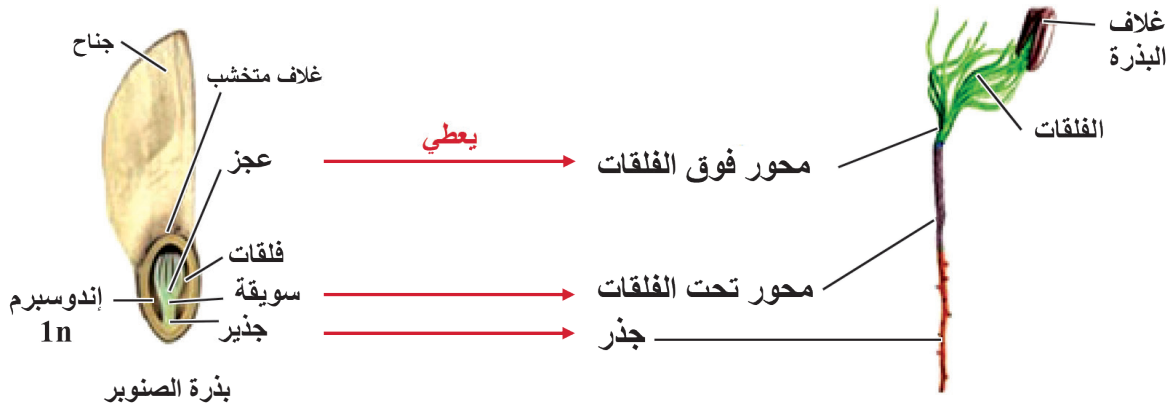 غلاف
البذرة
الفلقات
جناح
غلاف متخشب
عجز
يعطي
محور فوق الفلقات
فلقات
سويقة
محور تحت الفلقات
إندوسبرم
1n
جذير
جذر
بذرة الصنوبر